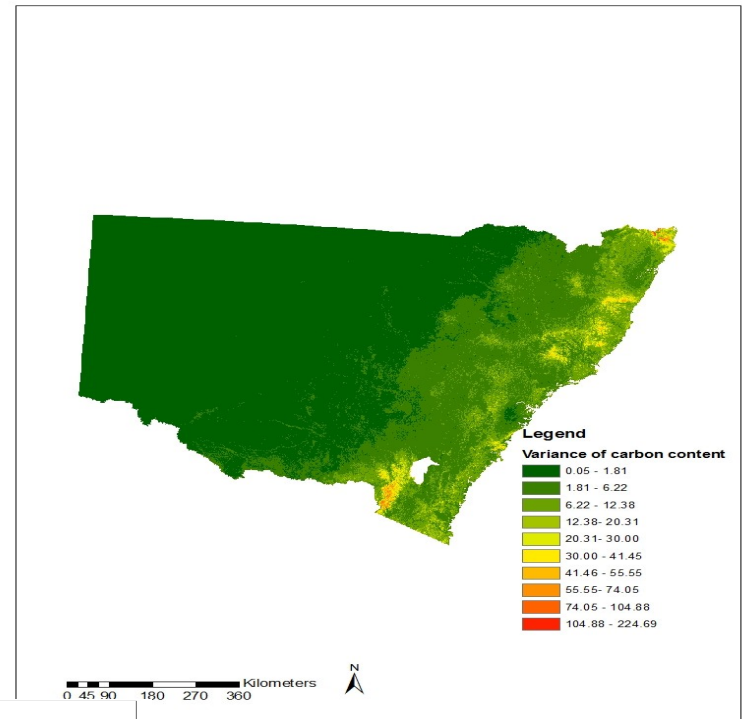 Legend
Variance of carbon content
0.05 - 1.81
1.81 - 6.22
6.22 - 12.38
12.38- 20.31
20.31- 30.00
30.00 - 41.45
41.46 - 55.55
55.55- 74.05
74.05 - 104.88
104.88 - 224.69
N
Kilometers
0 45 90 180 270 360